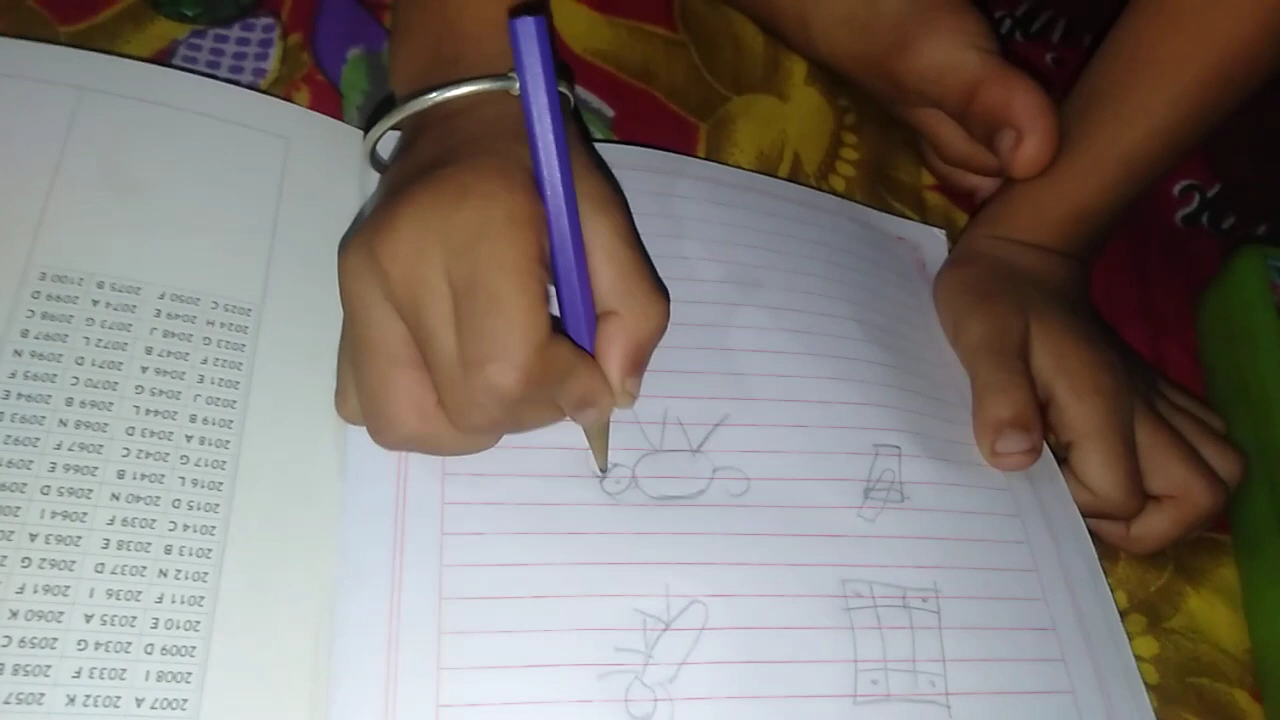 2007 A 2032 K 2057
2008 I 2033 F 2058
2009 D 2034 G 2059 C
2010 E 2035 A 2060 K
2011 F 2036 I 2061 F
2012 N 2037 D 2062 G
2013 B 2038 E 2063 A
2014 C 2039 F 2064 I
2015 D 2040 N 2065 D
2016 L 2041 B 2066 E 2091
2017 G 2042 C 2067 F 2092
2018 A 2043 D 2068 N 2093
2019 B 2044 L 2069 B 2094 E
2020 J 2045 G 2070 C 2095 F
2021 E 2046 A 2071 D 2096 N
2022 F 2047 B 2072 L 2097 B
2023 G 2048 J 2073 G 2098 C
2024 H 2049 E 2074 A 2099 D
2025 C 2050 F 2075 B 2100 E